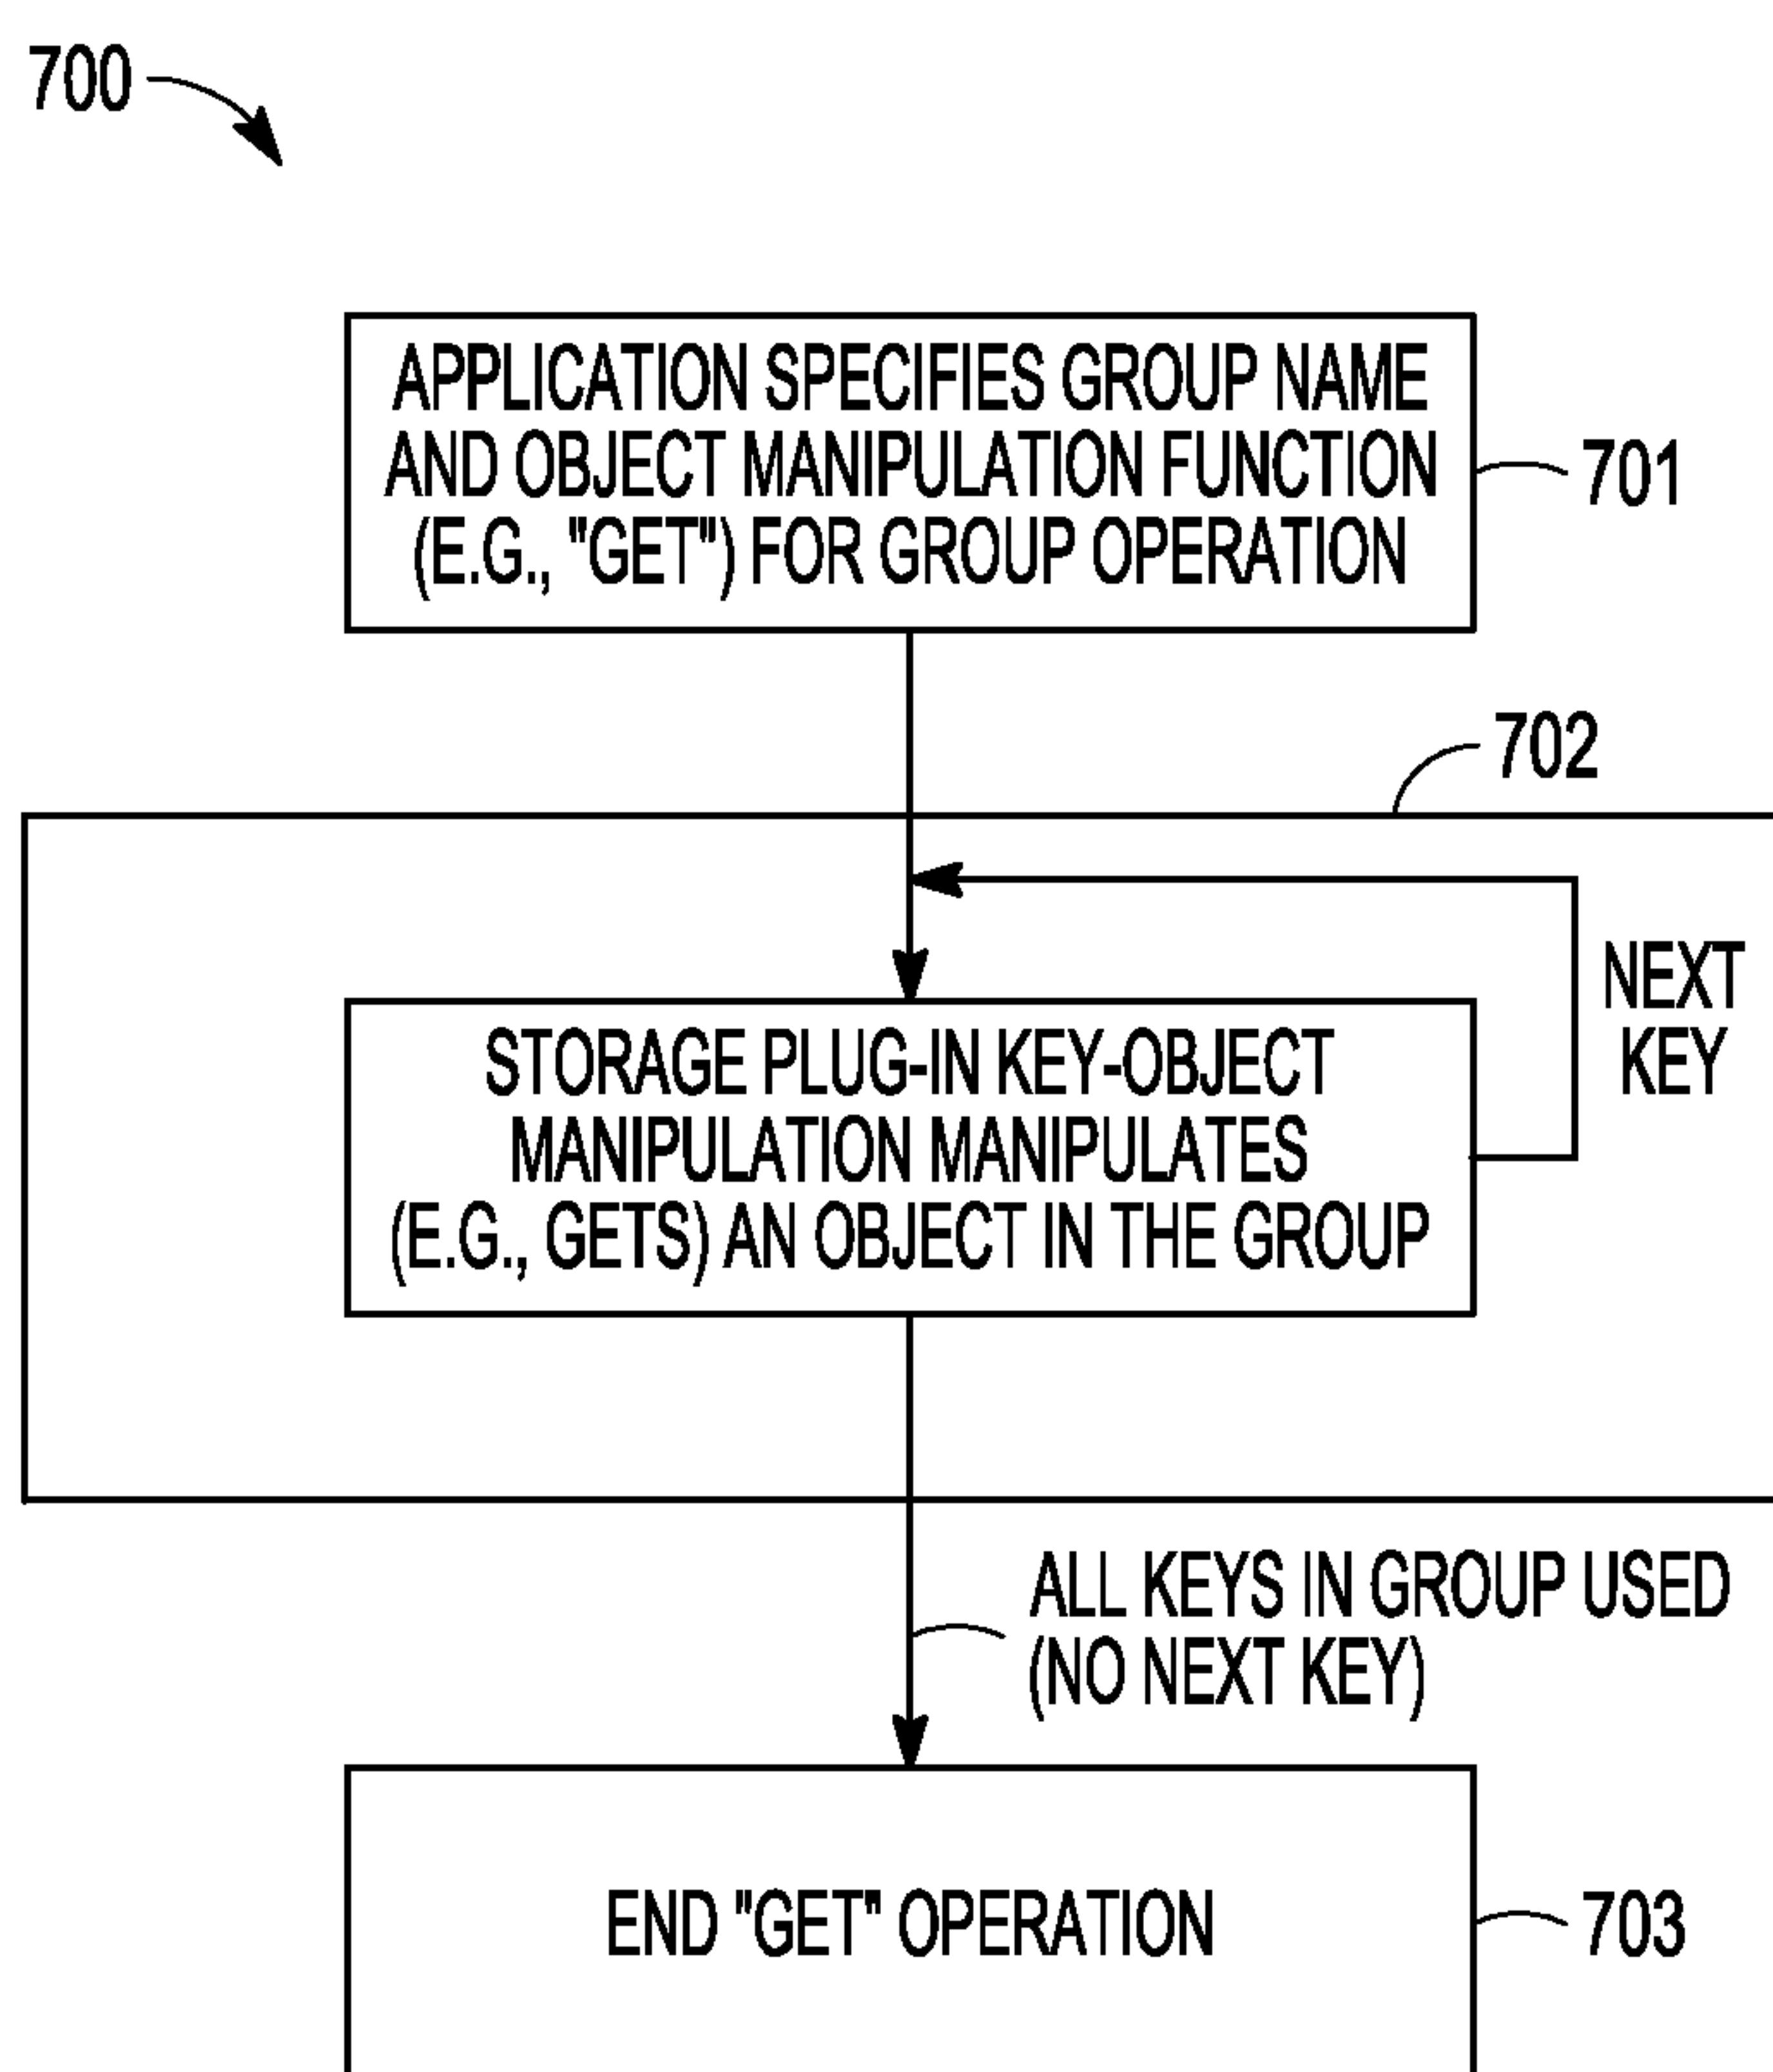 700
APPLICATION SPECIFIES GROUP NAME
AND OBJECT MANIPULATION FUNCTION
(E.G., "GET") FOR GROUP OPERATION
701
702
NEXT
KEY
STORAGE PLUG-IN KEY-OBJECT
MANIPULATION MANIPULATES
(E.G., GETS) AN OBJECT IN THE GROUP
ALL KEYS IN GROUP USED
(NO NEXT KEY)
END "GET" OPERATION
703